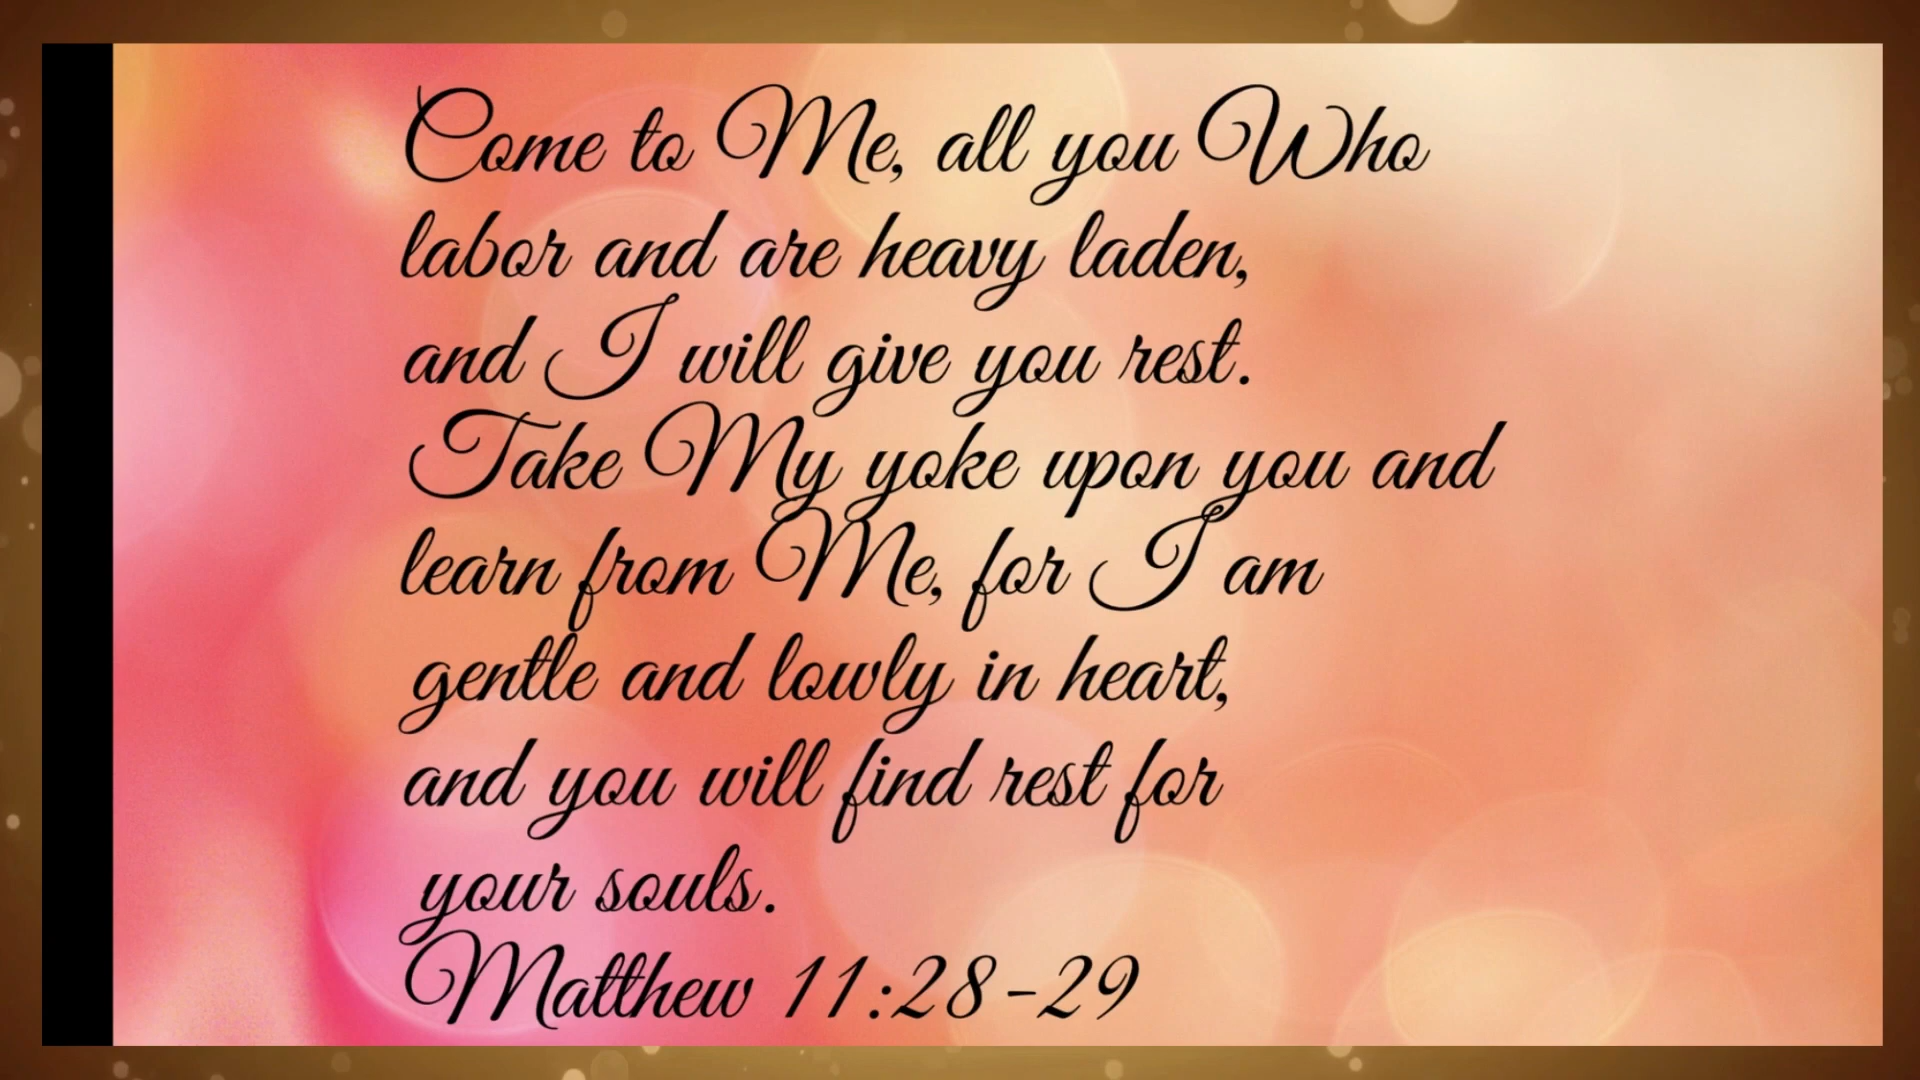 Come to Me, all you Who
labor and are heavy laden,
and I will give you rest.
Take My yoke upon you and
learn from Me, for I am
gentle and lowly in heart,
and you will find rest for
your souls.
Matthew 11:28-29